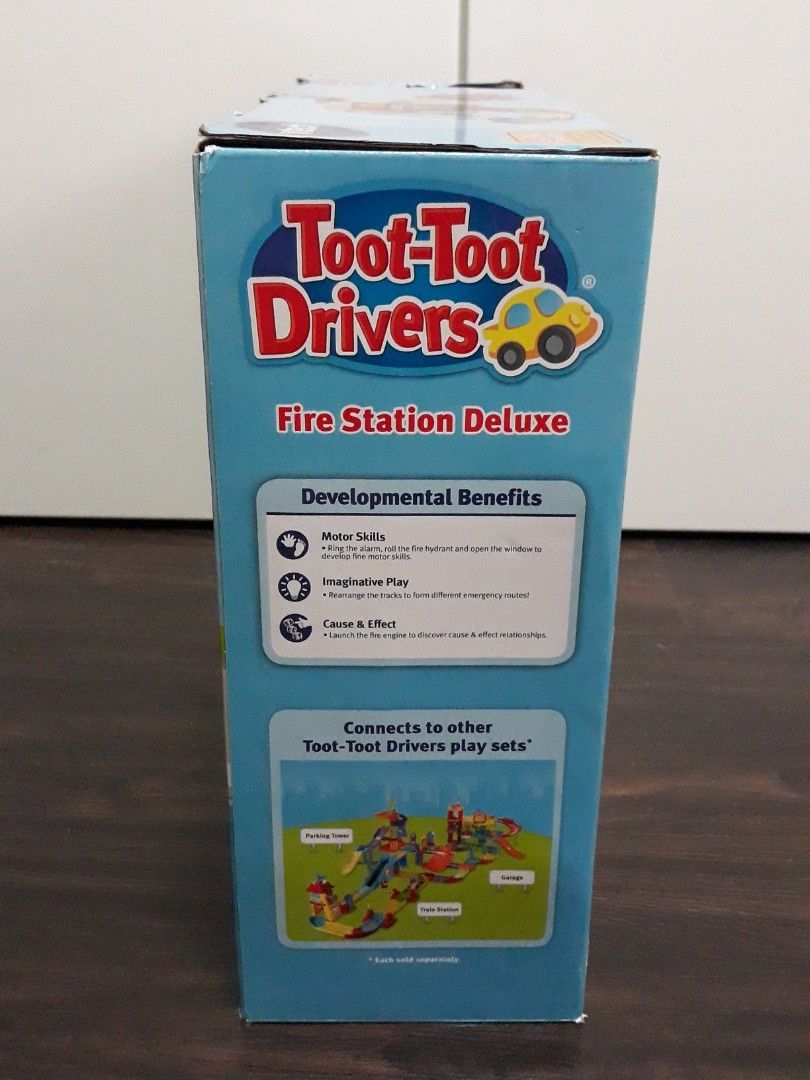 Toot-Toot
Drivers
®
Fire Station Deluxe
Developmental Benefits
Motor Skills
• Ring the alarm, roll the fire hydrant and open the window to
develop fine motor skills.
Imaginative Play
• Rearrange the tracks to form different emergency routes!
Cause & Effect
• Launch the fire engine to discover cause & effect relationships.
Connects to other
Toot-Toot Drivers play sets*
Parking Tower
Garage
Train Station
* Each sold separately.